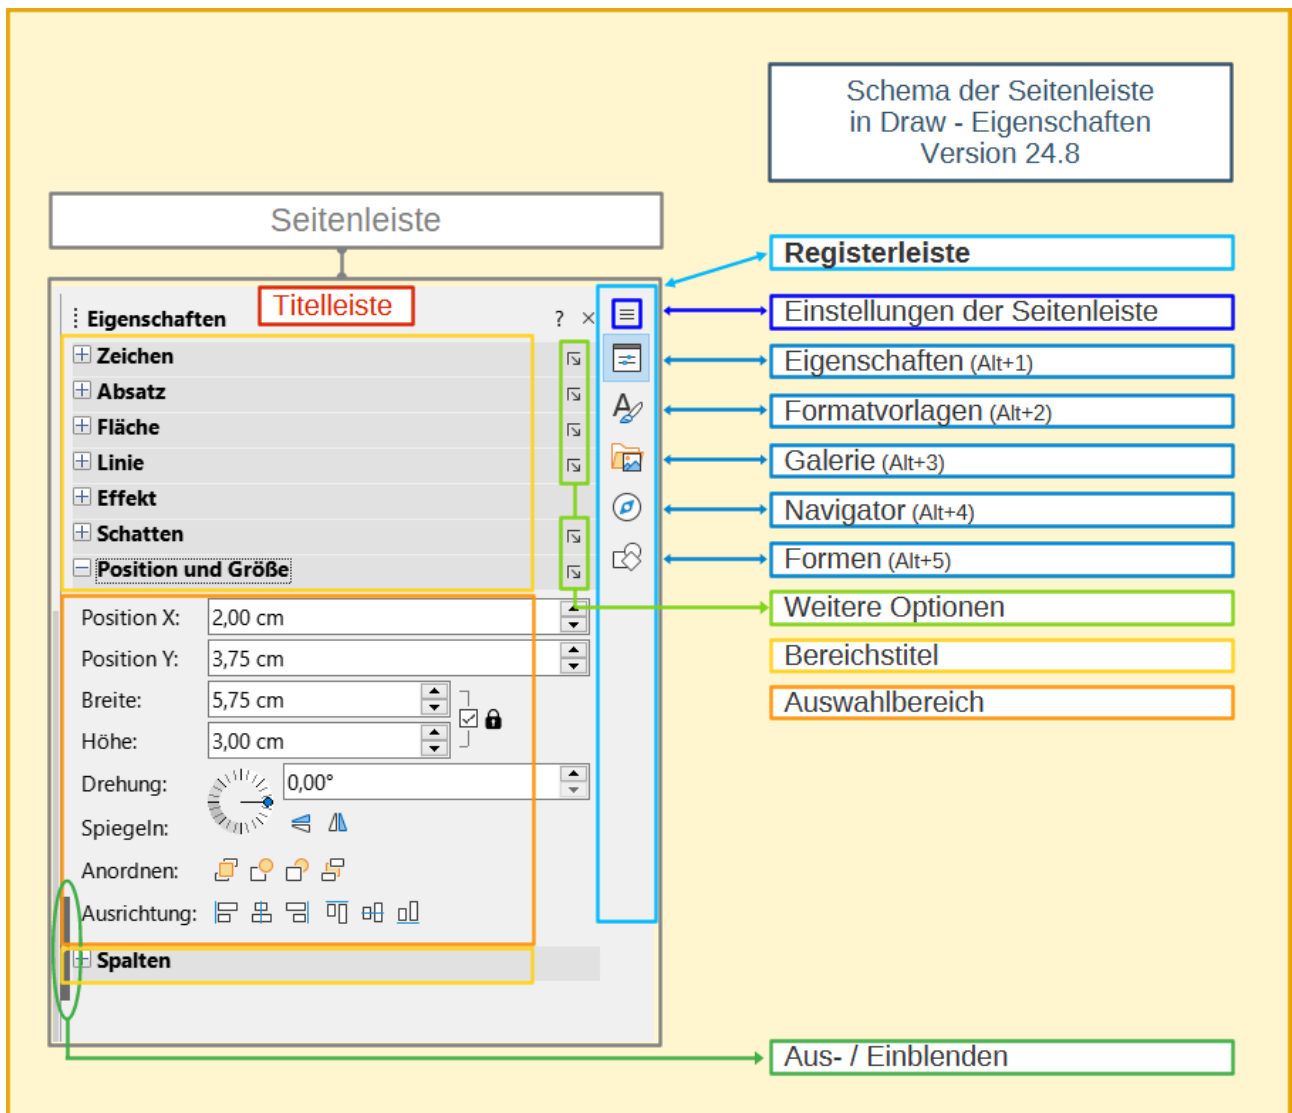 Schema der Seitenleiste
in Draw - Eigenschaften
Version 24.8
Seitenleiste
Registerleiste
Titelleiste
Eigenschaften ? ×
Einstellungen der Seitenleiste
Zeichen
Eigenschaften (Alt+1)
Absatz
Formatvorlagen (Alt+2)
Fläche
Linie
Galerie (Alt+3)
Effekt
Navigator (Alt+4)
Schatten
Formen (Alt+5)
Position und Größe
Weitere Optionen
Position X: 2,00 cm
Position Y: 3,75 cm
Bereichstitel
Breite: 5,75 cm
Auswahlbereich
Höhe: 3,00 cm
Drehung: 0,00°
Spiegeln:
Anordnen:
Ausrichtung:
Spalten
Aus- / Einblenden